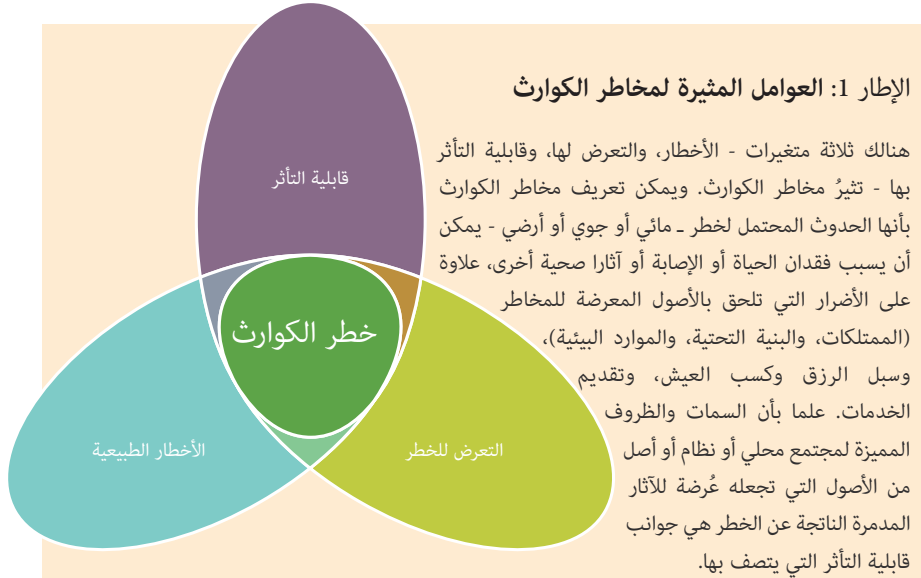 الإطار 1: العوامل المثيرة لمخاطر الكوارث
هنالك ثلاثة متغيرات - الأخطار، والتعرض لها، وقابلية التأثر
بها - تثيرُ مخاطر الكوارث. ويمكن تعريف مخاطر الكوارث
بأنها الحدوث المحتمل لخطر ـ مائي أو جوي أو أرضي - يمكن
أن يسبب فقدان الحياة أو الإصابة أو آثارا صحية أخرى، علاوة
على الأضرار التي تلحق بالأصول المعرضة للمخاطر
(الممتلكات، والبنية التحتية، والموارد البيئية)،
وسبل الرزق وكسب العيش، وتقديم
الخدمات. علما بأن السمات والظروف
المميزة لمجتمع محلي أو نظام أو أصل
من الأصول التي تجعله عُرضة للآثار
المدمرة الناتجة عن الخطر هي جوانب
قابلية التأثر التي يتصف بها.
قابلية التأثر
خطر الكوارث
التعرض للخطر
الأخطار الطبيعية